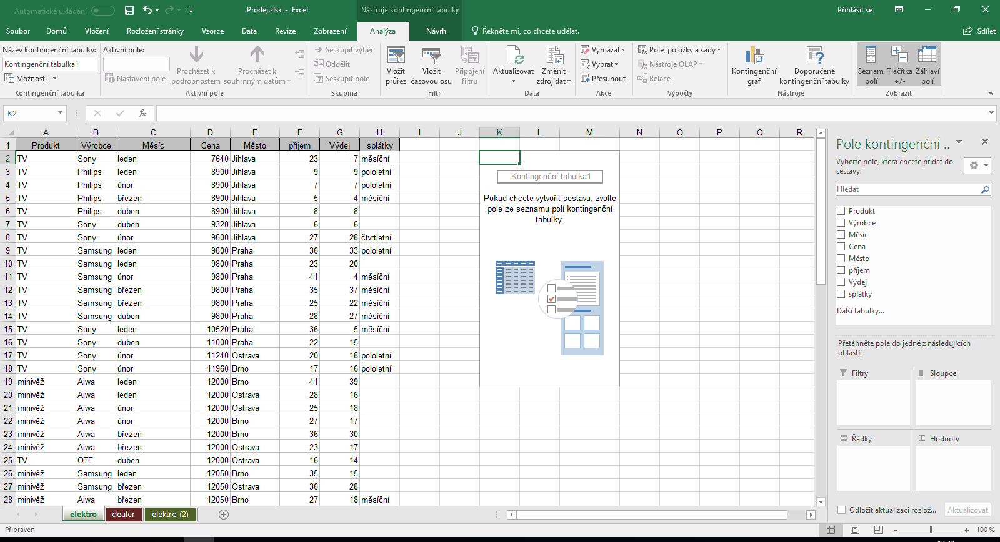 Automatické ukládání
Prodej.xlsx - Excel
Nástroje kontingenční tabulky
Přihlásit se
Soubor Domů Vložení Rozložení stránky Vzorce Data Revize Zobrazení Analýza Návrh Řekněte mi, co chcete udělat. Sdílet
Název kontingenční tabulky:
Kontingenční tabulka1
Možnosti
Kontingenční tabulka
Aktivní pole:
Nastavení pole
Procházet k podrobnostem
Procházet k souhrnným datům
Aktivní pole
Seskupit výběr
Oddělit
Seskupit pole
Skupina
Vložit průřez
Vložit časovou osu
Připojení filtru
Filtr
Aktualizovat
Změnit zdroj dat
Data
Vymazat
Vybrat
Přesunout
Akce
Pole, položky a sady
Nástroje OLAP
Relace
Výpočty
Kontingenční graf
Doporučené kontingenční tabulky
Nástroje
Seznam polí
Tlačítka +/-
Záhlaví polí
Zobrazit
K2
fx
A B C D E F G H I J K L M N O P Q R
1 Produkt Výrobce Měsíc Cena Město příjem Výdej splátky
2 TV Sony leden 7640 Jihlava 23 7 měsíční
3 TV Philips leden 8900 Jihlava 9 9 pololetní
4 TV Philips únor 8900 Jihlava 7 7 pololetní
5 TV Philips březen 8900 Jihlava 5 4 měsíční
6 TV Philips duben 8900 Jihlava 8 8
7 TV Sony duben 9320 Jihlava 6 6
8 TV Sony únor 9600 Jihlava 27 28 čtvrtletní
9 TV Samsung leden 9800 Praha 36 33 pololetní
10 TV Samsung leden 9800 Praha 23 20
11 TV Samsung únor 9800 Praha 41 4 měsíční
12 TV Samsung březen 9800 Praha 35 37 měsíční
13 TV Samsung březen 9800 Praha 25 22 měsíční
14 TV Samsung duben 9800 Praha 28 27 měsíční
15 TV Sony leden 10520 Praha 36 5 měsíční
16 TV Sony duben 11000 Praha 22 15
17 TV Sony únor 11240 Ostrava 20 18 pololetní
18 TV Sony únor 11960 Brno 17 16 pololetní
19 minivěž Aiwa leden 12000 Brno 41 39
20 minivěž Aiwa leden 12000 Ostrava 28 16
21 minivěž Aiwa únor 12000 Ostrava 25 18
22 minivěž Aiwa únor 12000 Brno 27 17
23 minivěž Aiwa březen 12000 Brno 36 30
24 minivěž Aiwa březen 12000 Ostrava 23 17
25 TV OTF duben 12000 Ostrava 16 14
26 minivěž Samsung leden 12050 Brno 35 15
27 minivěž Samsung březen 12050 Ostrava 36 28
28 minivěž Aiwa březen 12050 Brno 27 18 měsíční
Kontingenční tabulka1
Pokud chcete vytvořit sestavu, zvolte
pole ze seznamu polí kontingenční
tabulky.
Pole kontingenční ..
Vyberte pole, která chcete přidat do
sestavy:
Hledat
Produkt
Výrobce
Měsíc
Cena
Město
příjem
Výdej
splátky
Další tabulky...
Přetáhněte pole do jedné z následujících
oblastí:
Filtry
Sloupce
Řádky
Σ Hodnoty
Odložit aktualizaci rozlož...
Aktualizovat
elektro dealer elektro (2)
Připraven
100 %